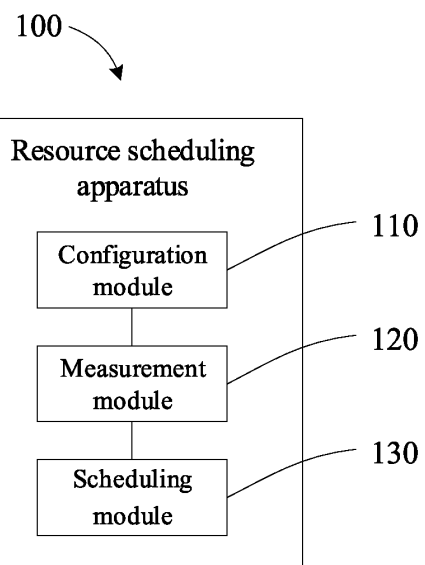 100
Resource scheduling
apparatus
Configuration
module
110
Measurement
module
120
Scheduling
module
130